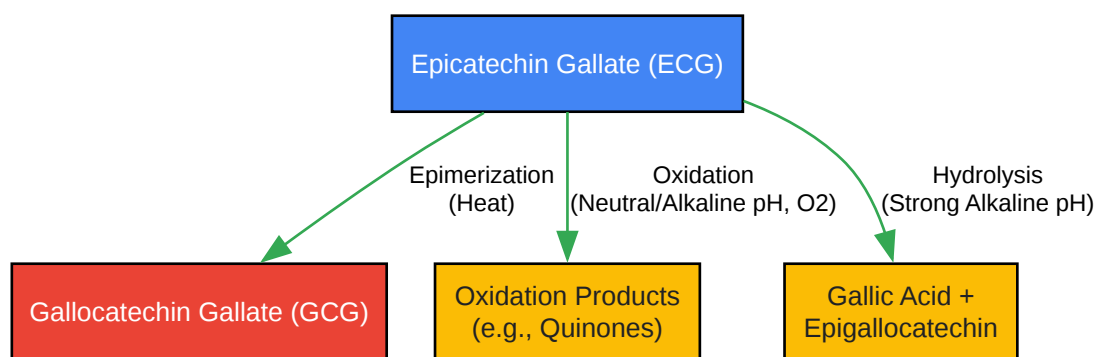 Epicatechin Gallate (ECG)
Epimerization
(Heat)
Oxidation
(Neutral/Alkaline pH, O2)
Hydrolysis
(Strong Alkaline pH)
Gallocatechin Gallate (GCG)
Oxidation Products
(e.g., Quinones)
Gallic Acid +
Epigallocatechin